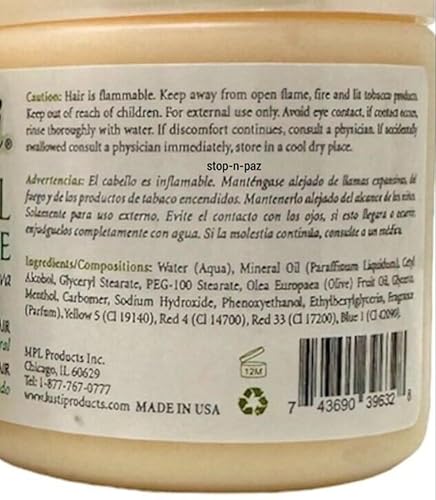 Caution: Hair is flammable. Keep away from open flame, fire and lit tobacco products.
Keep out of reach of children. For external use only. Avoid eye contact, if contact occurs,
rinse thoroughly with water. If discomfort continues, consult a physician. If accidentally
swallowed consult a physician immediately, store in a cool dry place.
stop-n-paz
Advertencias: El cabello es inflamable. Manténgase alejado de llamas expansivas, del
fuego y de los productos de tabaco encendidos. Mantenerlo alejado del alcance de los niños.
Solamente para uso externo, Evite el contacto con los ojos, si esto llegara a ocurrir
enjuáguelos completamente con agua. Si la molestia continúa, consulte a un médico.
Ingredients/Compositions: Water (Aqua), Mineral Oil (Paraffinum Liquidum), Cetyl
Alcohol, Glyceryl Stearate, PEG-100 Stearate, Olea Europaea (Olive) Fruit Oil, Glycerin,
Menthol, Carbomer, Sodium Hydroxide, Phenoxyethanol, Ethylhexylglycerin, Fragrance
(Parfum), Yellow 5 (CI 19140), Red 4 (CI 14700), Red 33 (CI 17200), Blue 1 (CI 42090).
MPL Products Inc.
Chicago, IL 60629
Tel: 1-877-767-0777
www.lustiproducts.com MADE IN USA
12M
7 43690 39632 8
®
L
E
AIR
AIR